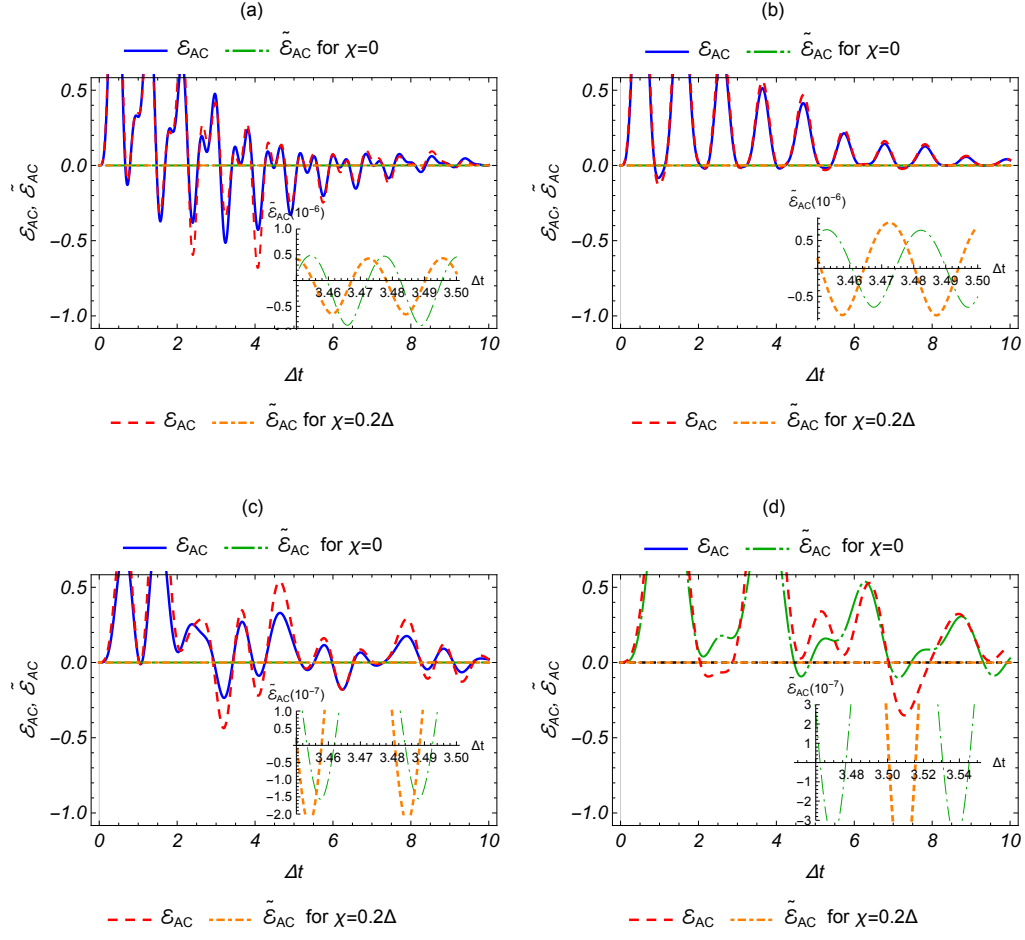 (a)
ℰAC   ℰ̃AC for χ=0
ℰAC, ℰ̃AC
0.5
0.0
−0.5
−1.0
0 2 4 6 8 10
Δt
ℰ̃AC(10⁻⁶)
1.0
0.5
−0.5
−1.0
3.46 3.47 3.48 3.49 3.50
Δt
ℰAC   ℰ̃AC for χ=0.2Δ
(b)
ℰAC   ℰ̃AC for χ=0
ℰAC, ℰ̃AC
0.5
0.0
−0.5
−1.0
0 2 4 6 8 10
Δt
ℰ̃AC(10⁻⁶)
0.5
−0.5
3.46 3.47 3.48 3.49 3.50
Δt
ℰAC   ℰ̃AC for χ=0.2Δ
(c)
ℰAC   ℰ̃AC for χ=0
ℰAC, ℰ̃AC
0.5
0.0
−0.5
−1.0
0 2 4 6 8 10
Δt
ℰ̃AC(10⁻⁷)
1.0
0.5
−0.5
−1.0
−1.5
−2.0
3.46 3.47 3.48 3.49 3.50
Δt
ℰAC   ℰ̃AC for χ=0.2Δ
(d)
ℰAC   ℰ̃AC for χ=0
ℰAC, ℰ̃AC
0.5
0.0
−0.5
−1.0
0 2 4 6 8 10
Δt
ℰ̃AC(10⁻⁷)
3
2
1
−1
−2
−3
3.48 3.50 3.52 3.54
Δt
ℰAC   ℰ̃AC for χ=0.2Δ